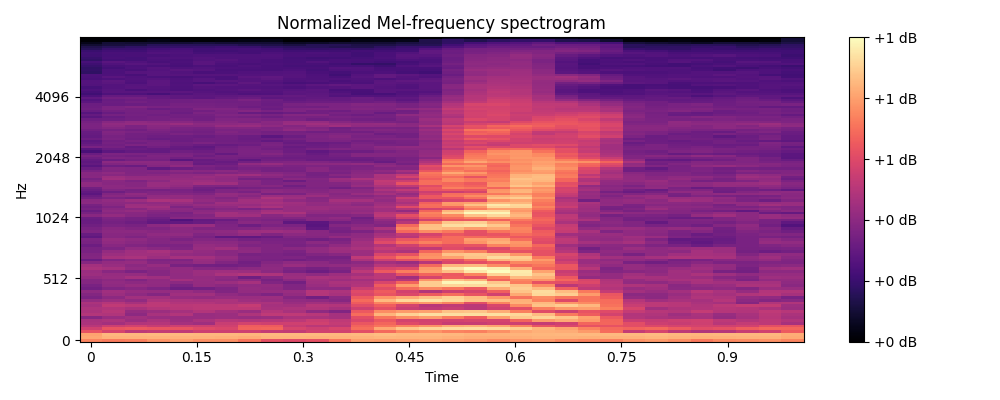 Normalized Mel-frequency spectrogram
+1 dB
+1 dB
+1 dB
+0 dB
+0 dB
+0 dB
4096
2048
1024
512
0
Hz
0
0.15
0.3
0.45
0.6
0.75
0.9
Time